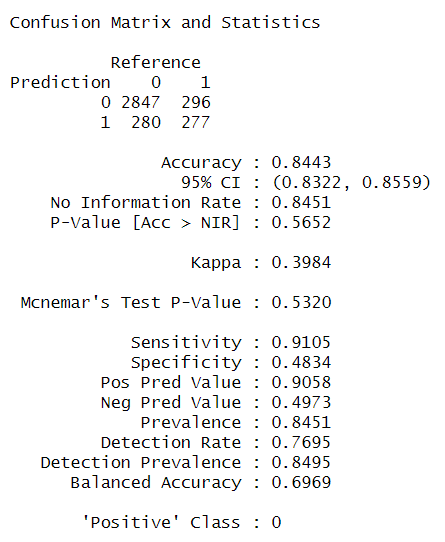 Confusion Matrix and Statistics
Reference
Prediction 0 1
0 2847 296
1 280 277
Accuracy : 0.8443
95% CI : (0.8322, 0.8559)
No Information Rate : 0.8451
P-Value [Acc > NIR] : 0.5652
Kappa : 0.3984
Mcnemar's Test P-Value : 0.5320
Sensitivity : 0.9105
Specificity : 0.4834
Pos Pred Value : 0.9058
Neg Pred Value : 0.4973
Prevalence : 0.8451
Detection Rate : 0.7695
Detection Prevalence : 0.8495
Balanced Accuracy : 0.6969
'Positive' Class : 0